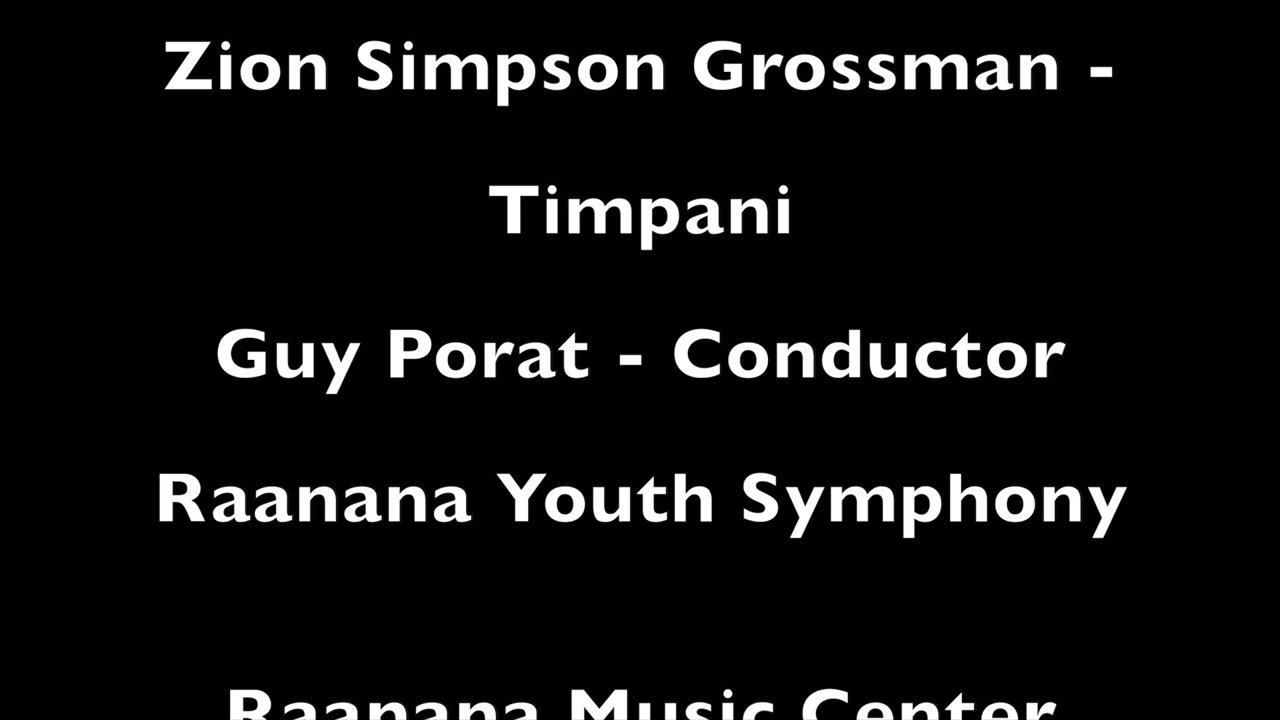 Zion Simpson Grossman -
Timpani
Guy Porat - Conductor
Raanana Youth Symphony
Raanana Music Center